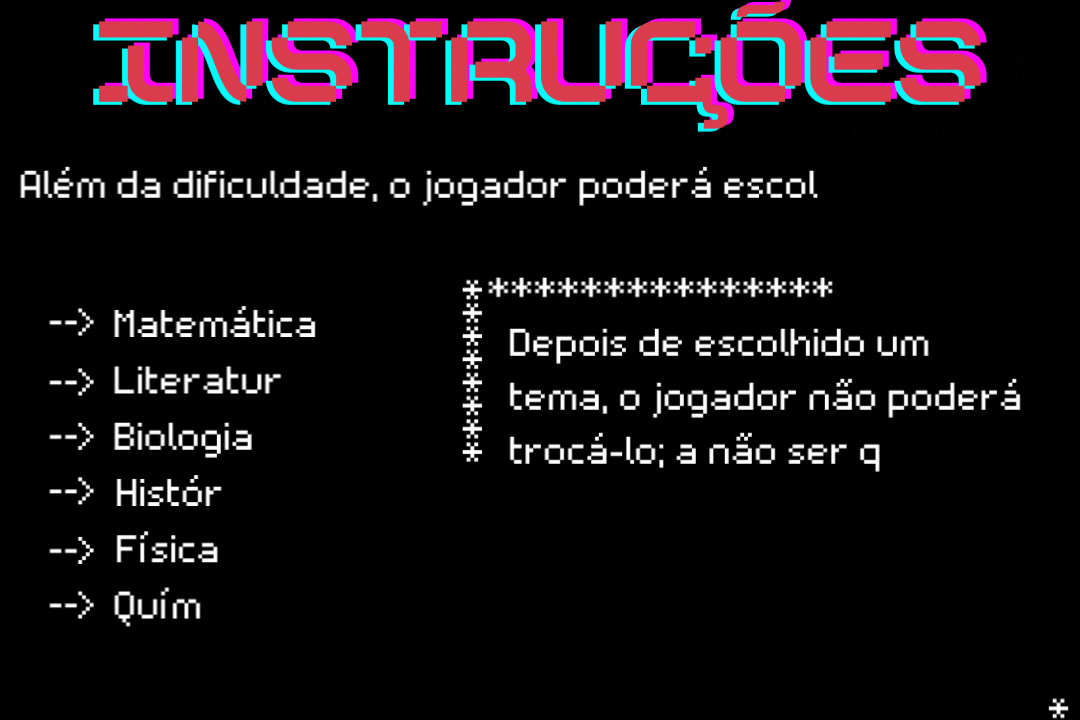 INSTRUÇÕES
Além da dificuldade, o jogador poderá escol
--> Matemática
--> Literatur
--> Biologia
--> Histór
--> Física
--> Quím
****************
Depois de escolhido um
tema, o jogador não poderá
trocá-lo; a não ser q
*